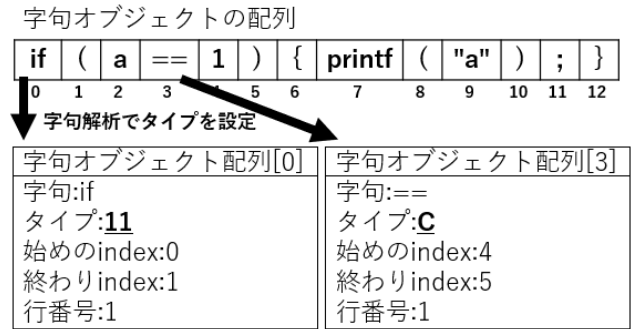 字句オブジェクトの配列
if ( a == 1 ) { printf ( "a" ) ; }
0 1 2 3 5 6 7 8 9 10 11 12
字句解析でタイプを設定
字句オブジェクト配列[0]
字句:if
タイプ:11
始めのindex:0
終わりindex:1
行番号:1
字句オブジェクト配列[3]
字句:==
タイプ:C
始めのindex:4
終わりindex:5
行番号:1